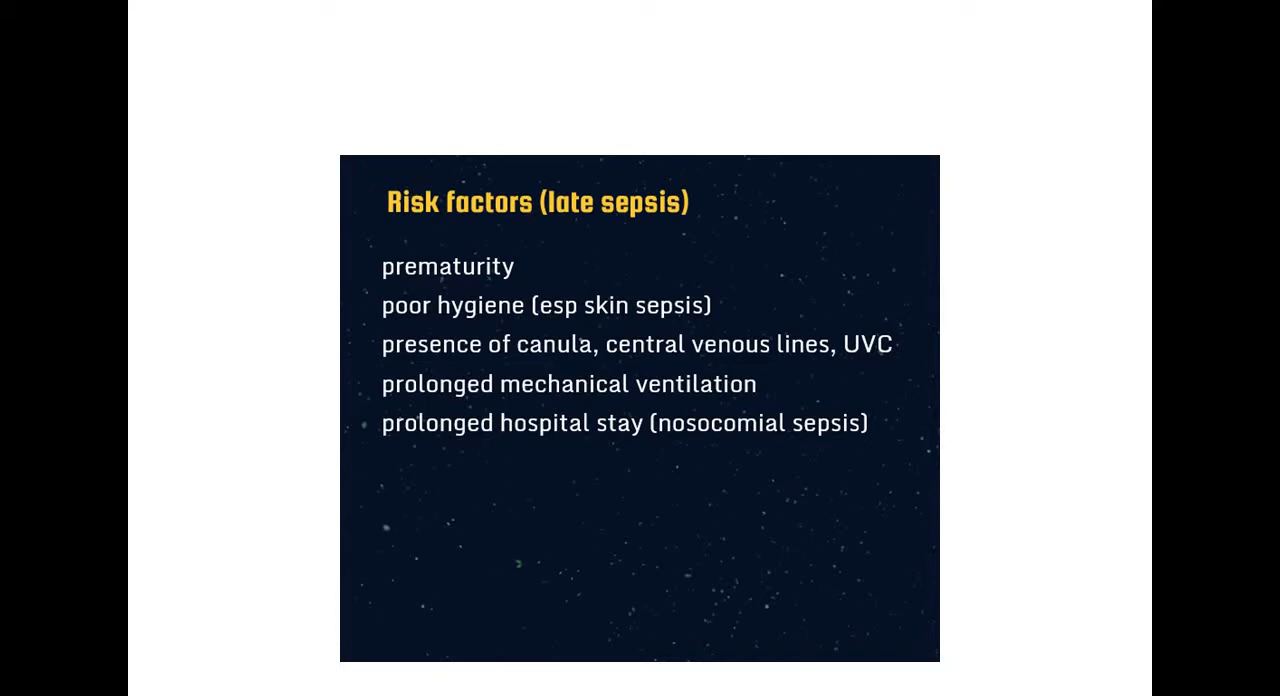 Risk factors (late sepsis)
prematurity
poor hygiene (esp skin sepsis)
presence of canula, central venous lines, UVC
prolonged mechanical ventilation
prolonged hospital stay (nosocomial sepsis)